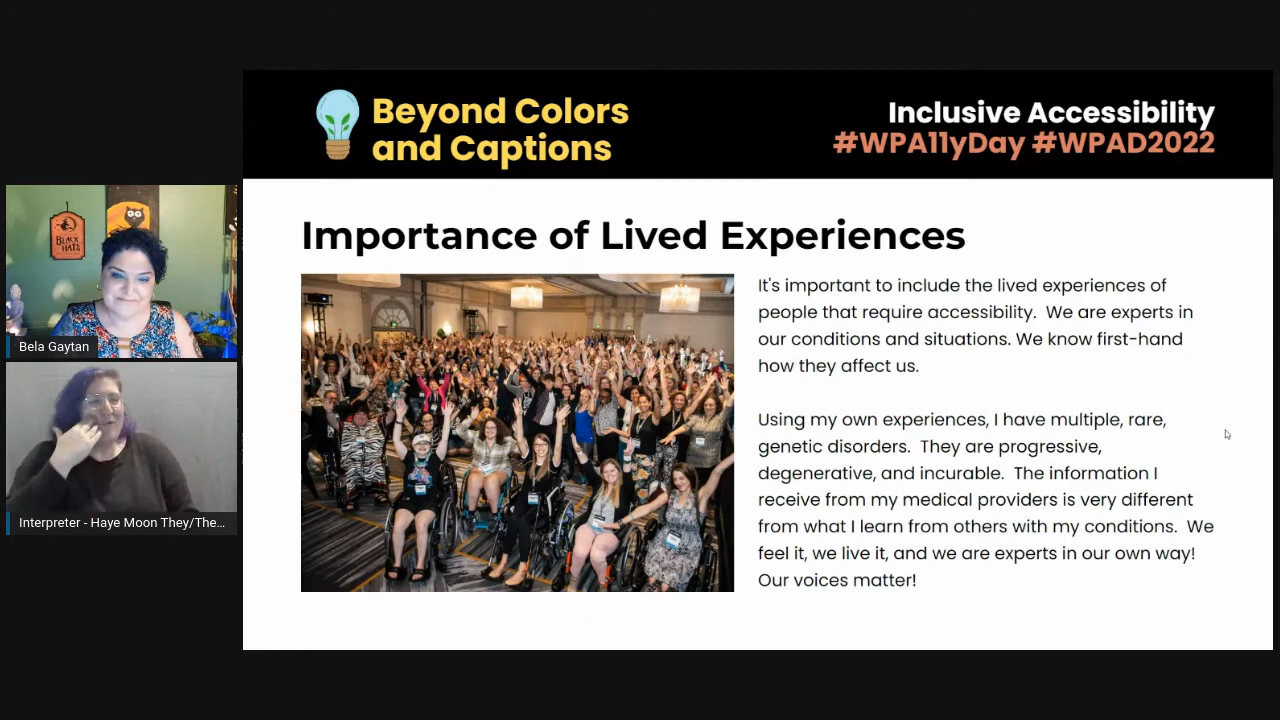 Beyond Colors
and Captions
Inclusive Accessibility
#WPA11yDay #WPAD2022
Importance of Lived Experiences
It's important to include the lived experiences of
people that require accessibility.  We are experts in
our conditions and situations. We know first-hand
how they affect us.
Using my own experiences, I have multiple, rare,
genetic disorders.  They are progressive,
degenerative, and incurable.  The information I
receive from my medical providers is very different
from what I learn from others with my conditions.  We
feel it, we live it, and we are experts in our own way!
Our voices matter!
BLACK
HATS
Bela Gaytan
Interpreter - Haye Moon They/The...